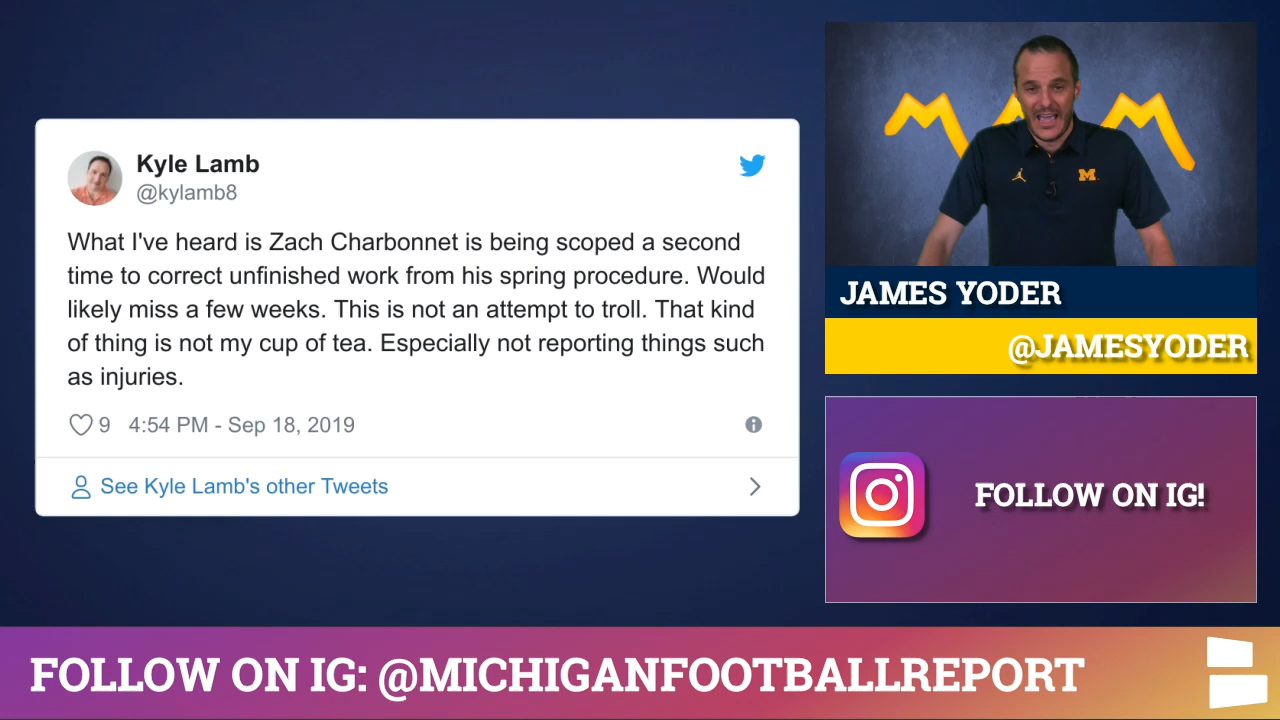 Kyle Lamb
@kylamb8
What I've heard is Zach Charbonnet is being scoped a second
time to correct unfinished work from his spring procedure. Would
likely miss a few weeks. This is not an attempt to troll. That kind
of thing is not my cup of tea. Especially not reporting things such
as injuries.
9 4:54 PM - Sep 18, 2019
See Kyle Lamb's other Tweets
M
JAMES YODER
@JAMESYODER
FOLLOW ON IG!
FOLLOW ON IG: @MICHIGANFOOTBALLREPORT